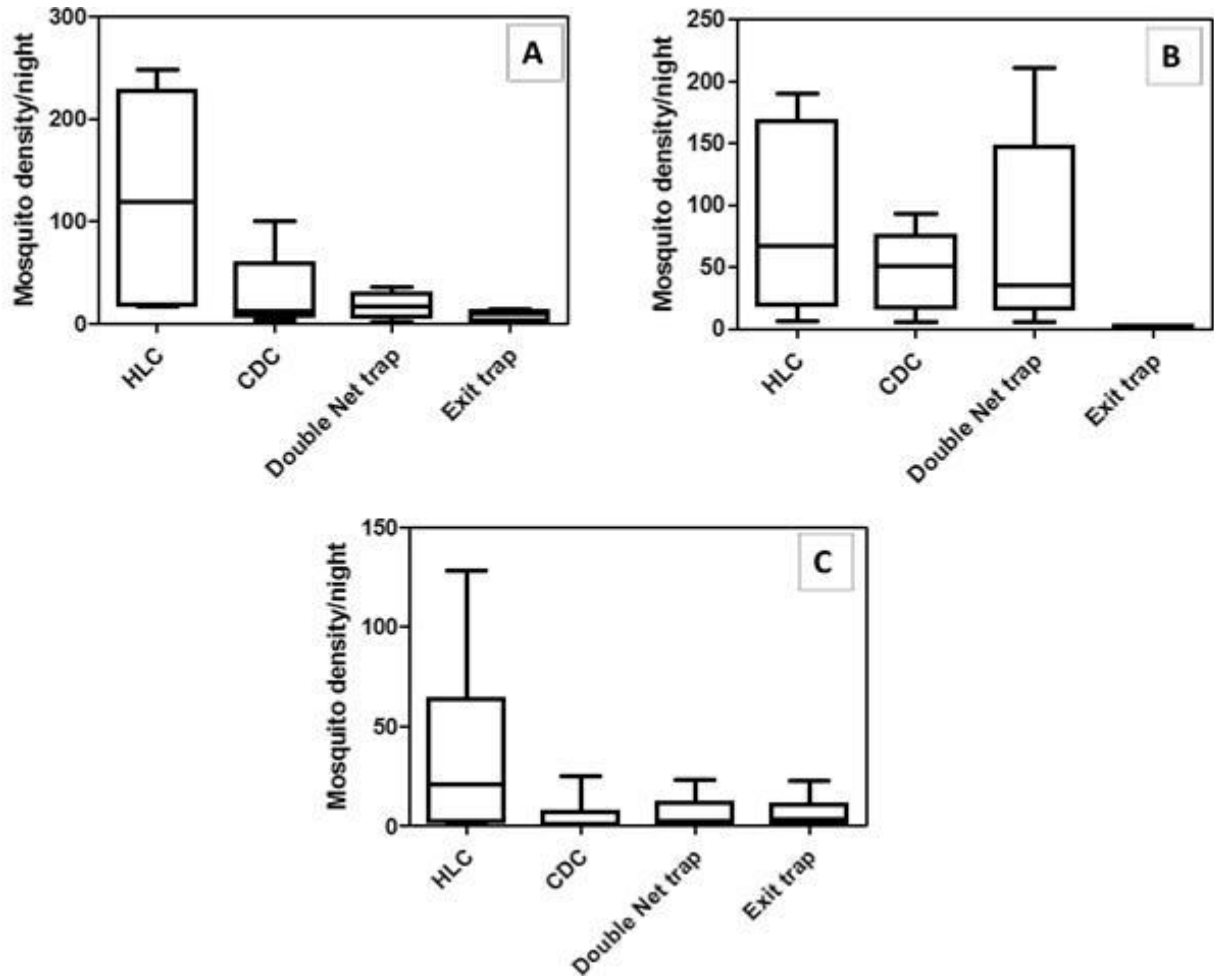 A
Mosquito density/night
300
200
100
0
HLC
CDC
Double Net trap
Exit trap
B
Mosquito density/night
250
200
150
100
50
0
HLC
CDC
Double Net trap
Exit trap
C
Mosquito density/night
150
100
50
0
HLC
CDC
Double Net trap
Exit trap